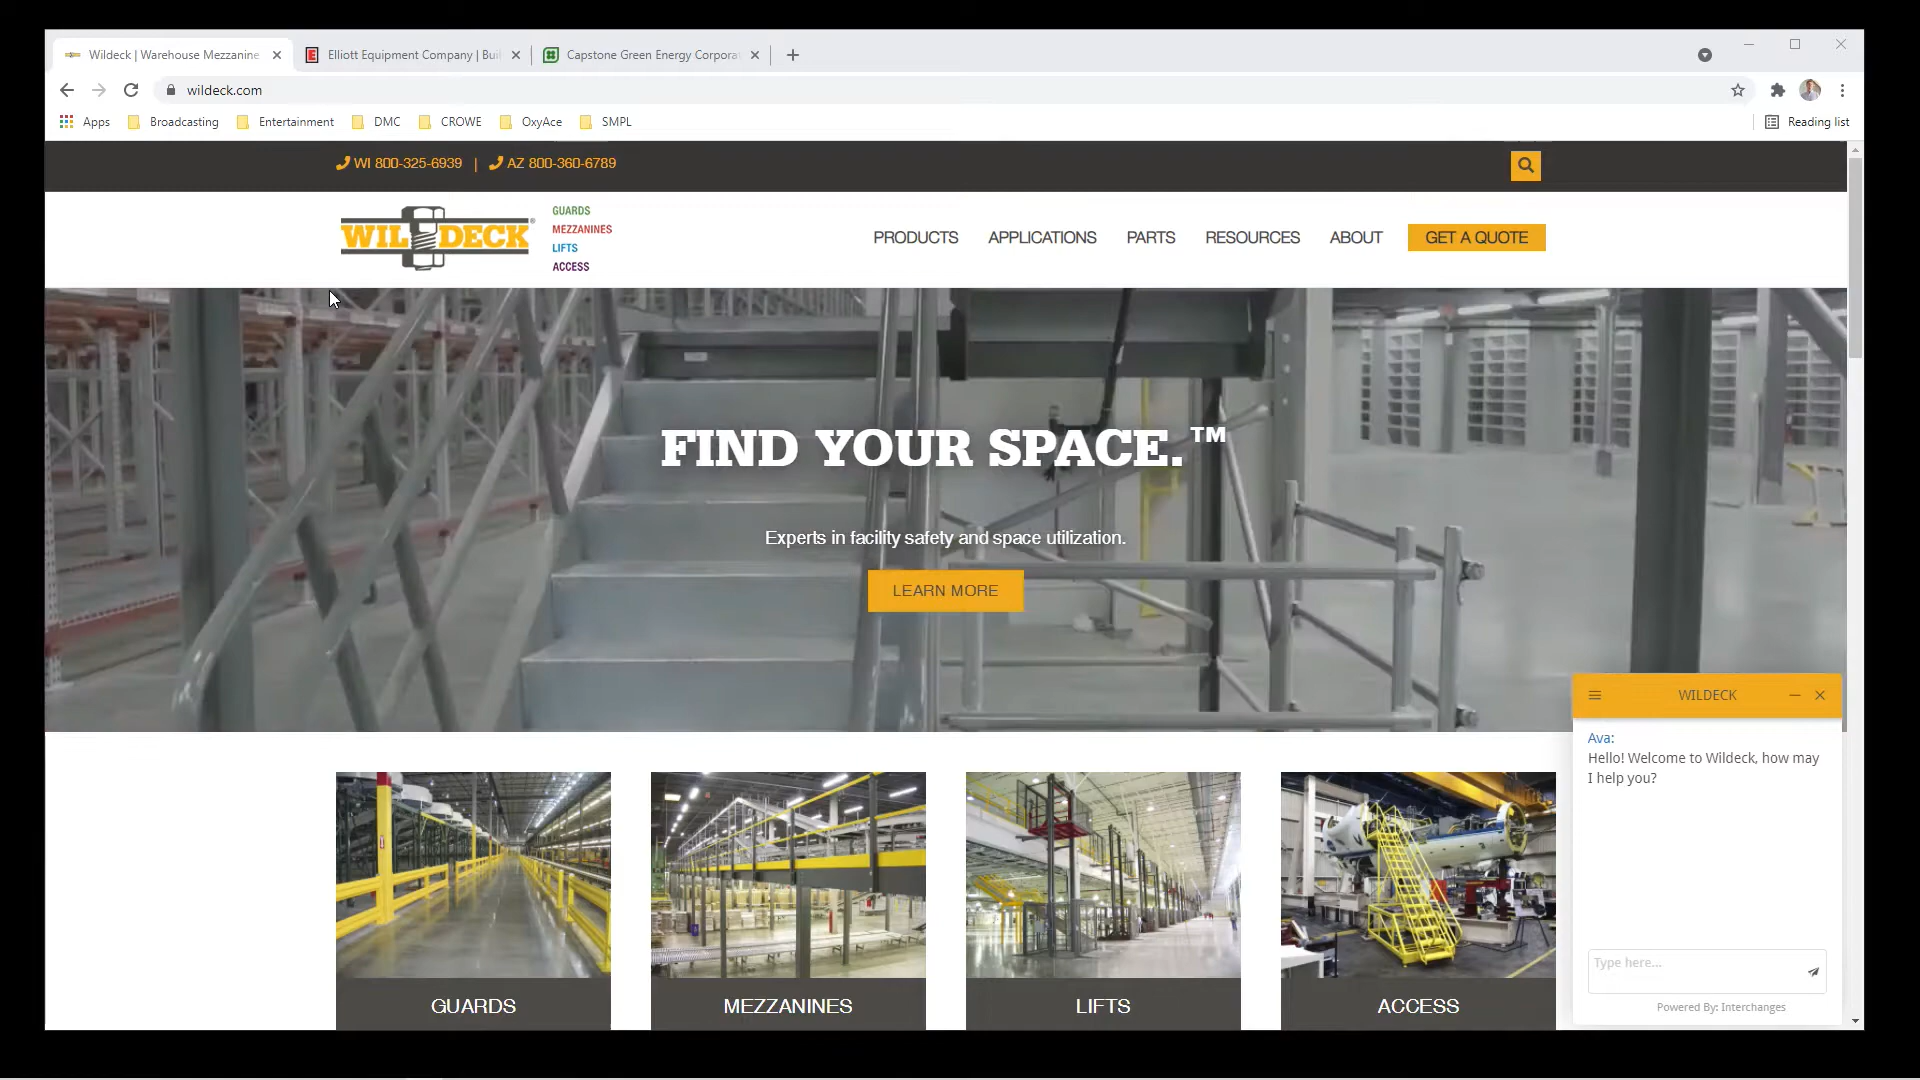 Wildeck | Warehouse Mezzanine
Elliott Equipment Company | Bui
Capstone Green Energy Corporat
wildeck.com
Apps Broadcasting Entertainment DMC CROWE OxyAce SMPL Reading list
WI 800-325-6939 | AZ 800-360-6789
WILDECK®
GUARDS
MEZZANINES
LIFTS
ACCESS
PRODUCTS APPLICATIONS PARTS RESOURCES ABOUT GET A QUOTE
FIND YOUR SPACE.™
Experts in facility safety and space utilization.
LEARN MORE
GUARDS MEZZANINES LIFTS ACCESS
WILDECK
Ava:
Hello! Welcome to Wildeck, how may
I help you?
Type here...
Powered By: Interchanges